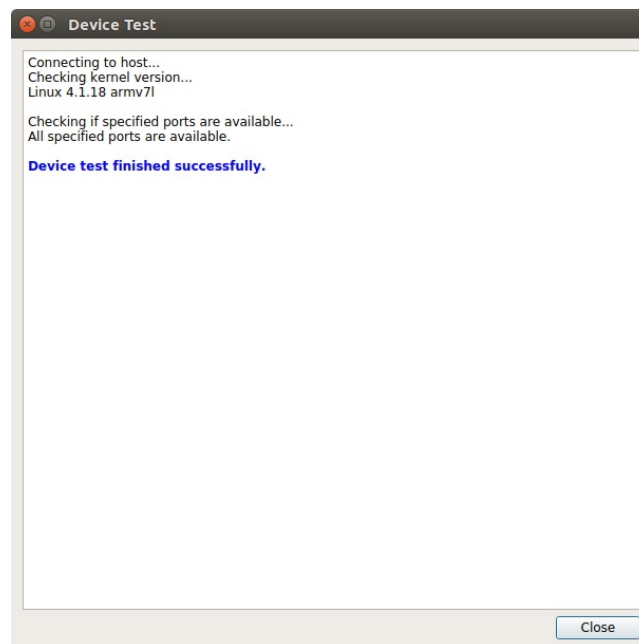 Device Test
Connecting to host...
Checking kernel version...
Linux 4.1.18 armv7l
Checking if specified ports are available...
All specified ports are available.
Device test finished successfully.
Close